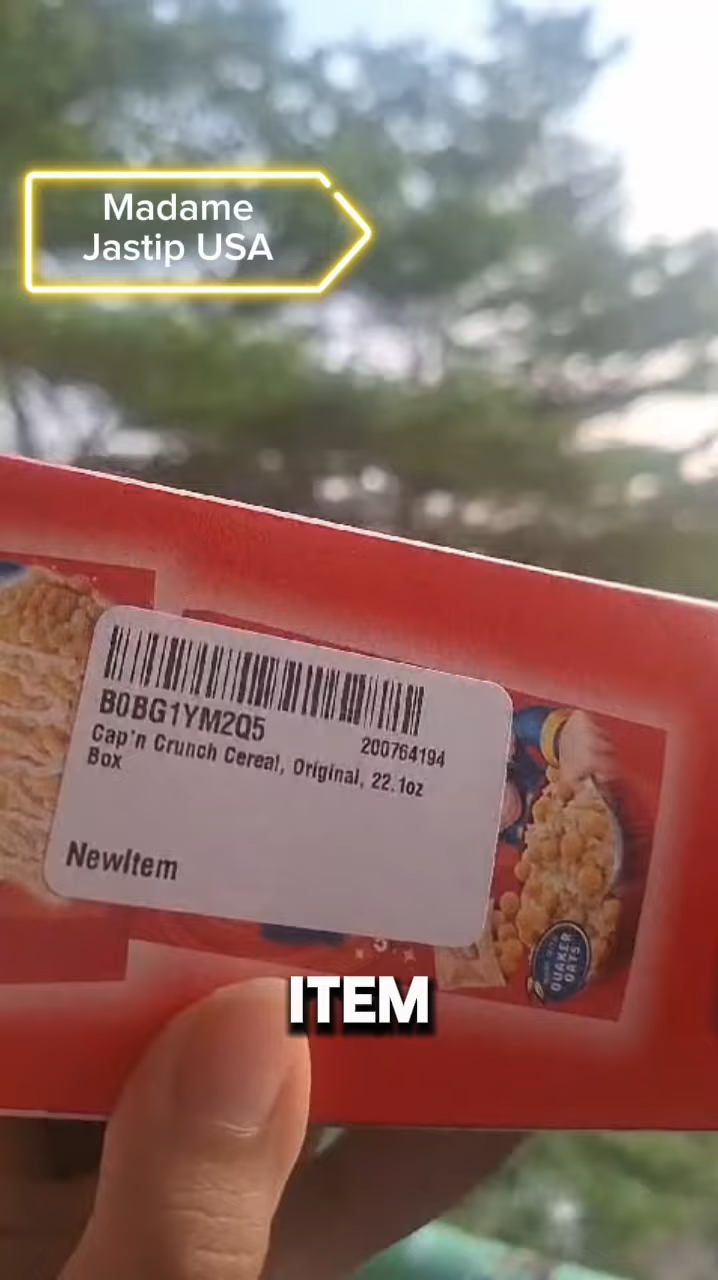 Madame
Jastip USA
B0BG1YM2Q5
200764194
Cap'n Crunch Cereal, Original, 22.1oz
Box
NewItem
QUAKER
OATS
ITEM